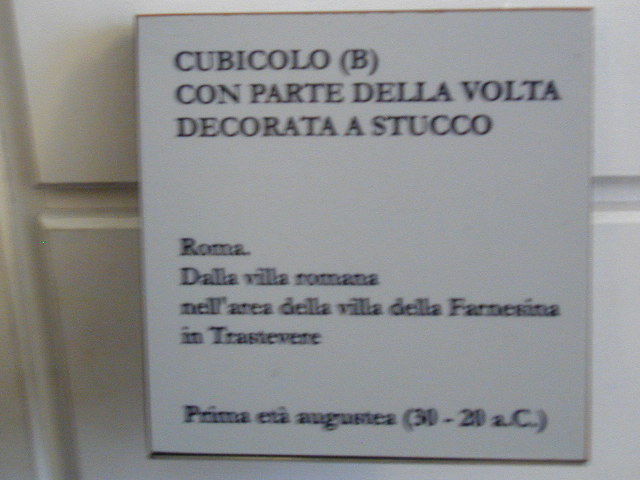 CUBICOLO (B)
CON PARTE DELLA VOLTA
DECORATA A STUCCO
Roma.
Dalla villa romana
nell'area della villa della Farnesina
in Trastevere
Prima età augustea (30 - 20 a.C.)